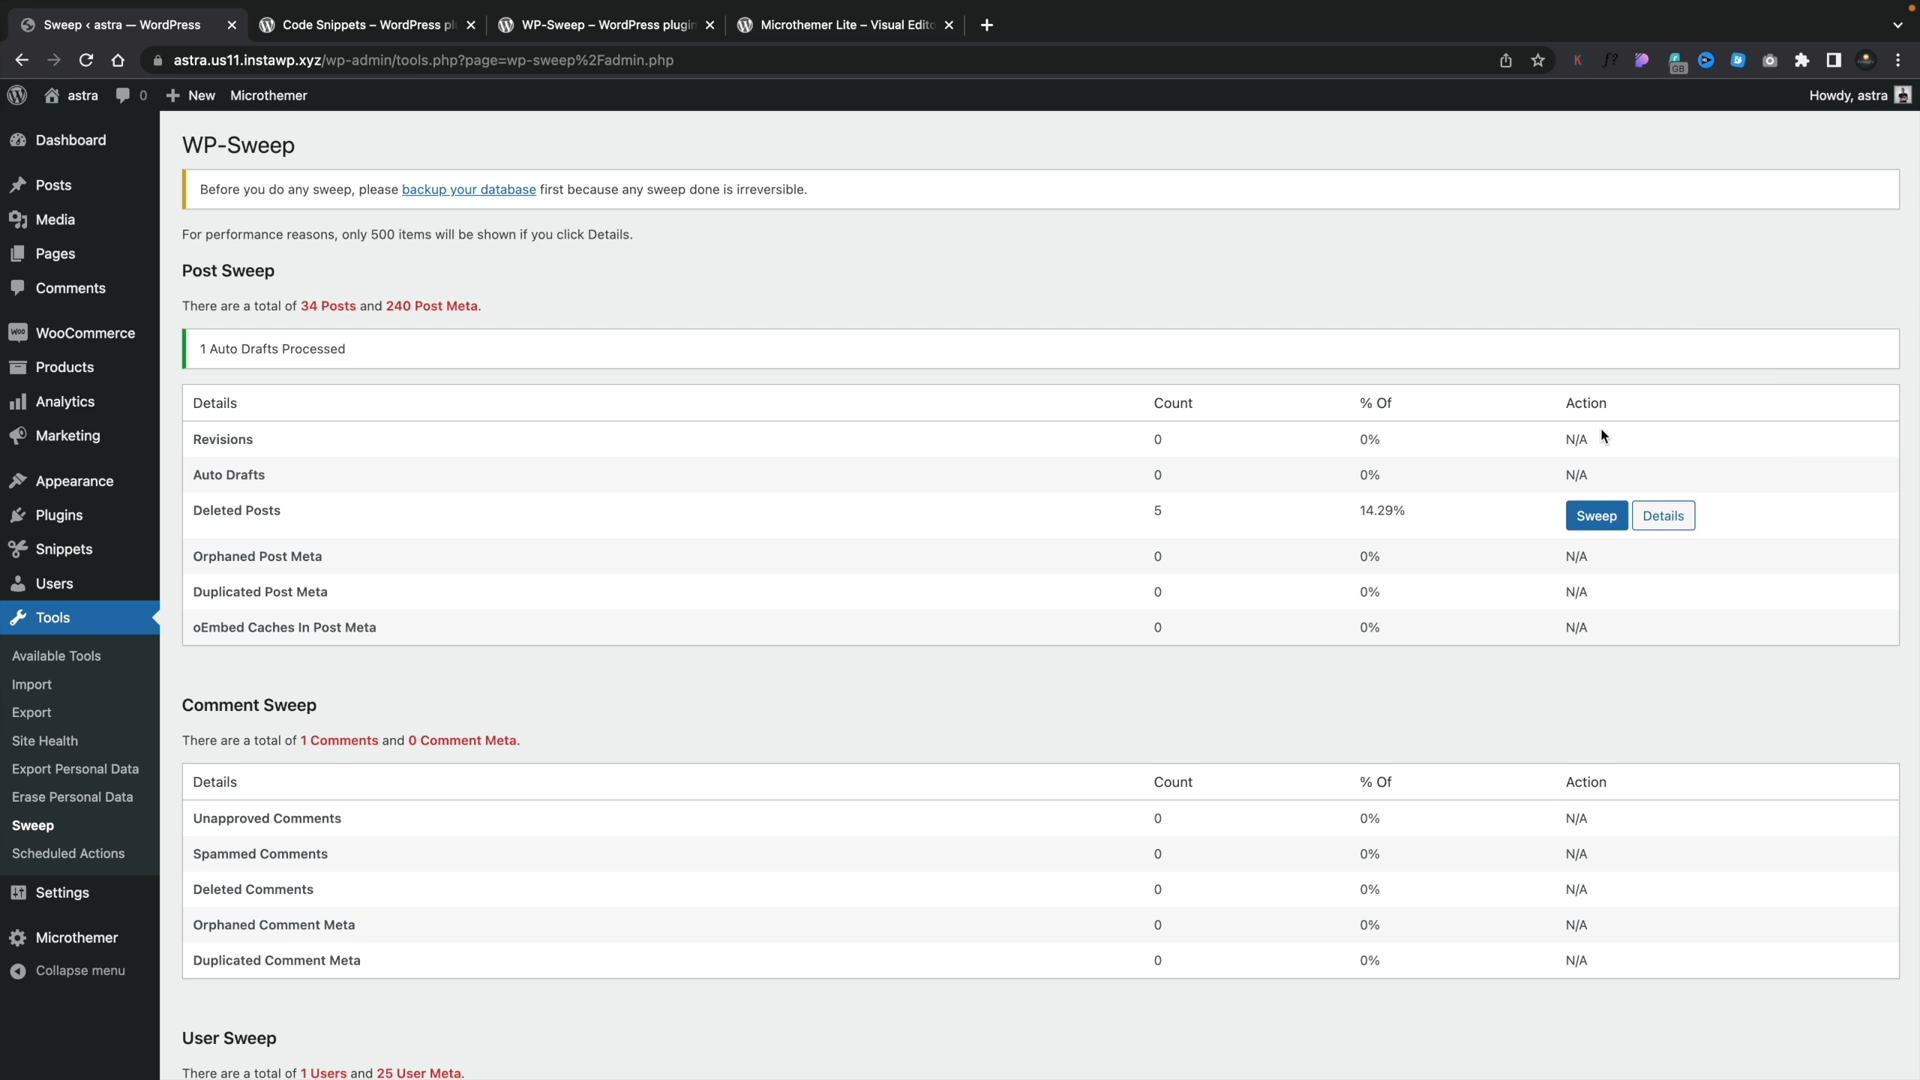 Sweep ‹ astra — WordPress
Code Snippets – WordPress pl
WP-Sweep – WordPress plugin
Microthemer Lite – Visual Edito
astra.us11.instawp.xyz/wp-admin/tools.php?page=wp-sweep%2Fadmin.php
K
f?
GB
astra
0
New
Microthemer
Howdy, astra
Dashboard
Posts
Media
Pages
Comments
Woo
WooCommerce
Products
Analytics
Marketing
Appearance
Plugins
Snippets
Users
Tools
Available Tools
Import
Export
Site Health
Export Personal Data
Erase Personal Data
Sweep
Scheduled Actions
Settings
Microthemer
Collapse menu
WP-Sweep
Before you do any sweep, please backup your database first because any sweep done is irreversible.
For performance reasons, only 500 items will be shown if you click Details.
Post Sweep
There are a total of 34 Posts and 240 Post Meta.
1 Auto Drafts Processed
Details Count % Of Action
Revisions 0 0% N/A
Auto Drafts 0 0% N/A
Deleted Posts 5 14.29% Sweep Details
Orphaned Post Meta 0 0% N/A
Duplicated Post Meta 0 0% N/A
oEmbed Caches In Post Meta 0 0% N/A
Comment Sweep
There are a total of 1 Comments and 0 Comment Meta.
Details Count % Of Action
Unapproved Comments 0 0% N/A
Spammed Comments 0 0% N/A
Deleted Comments 0 0% N/A
Orphaned Comment Meta 0 0% N/A
Duplicated Comment Meta 0 0% N/A
User Sweep
There are a total of 1 Users and 25 User Meta.